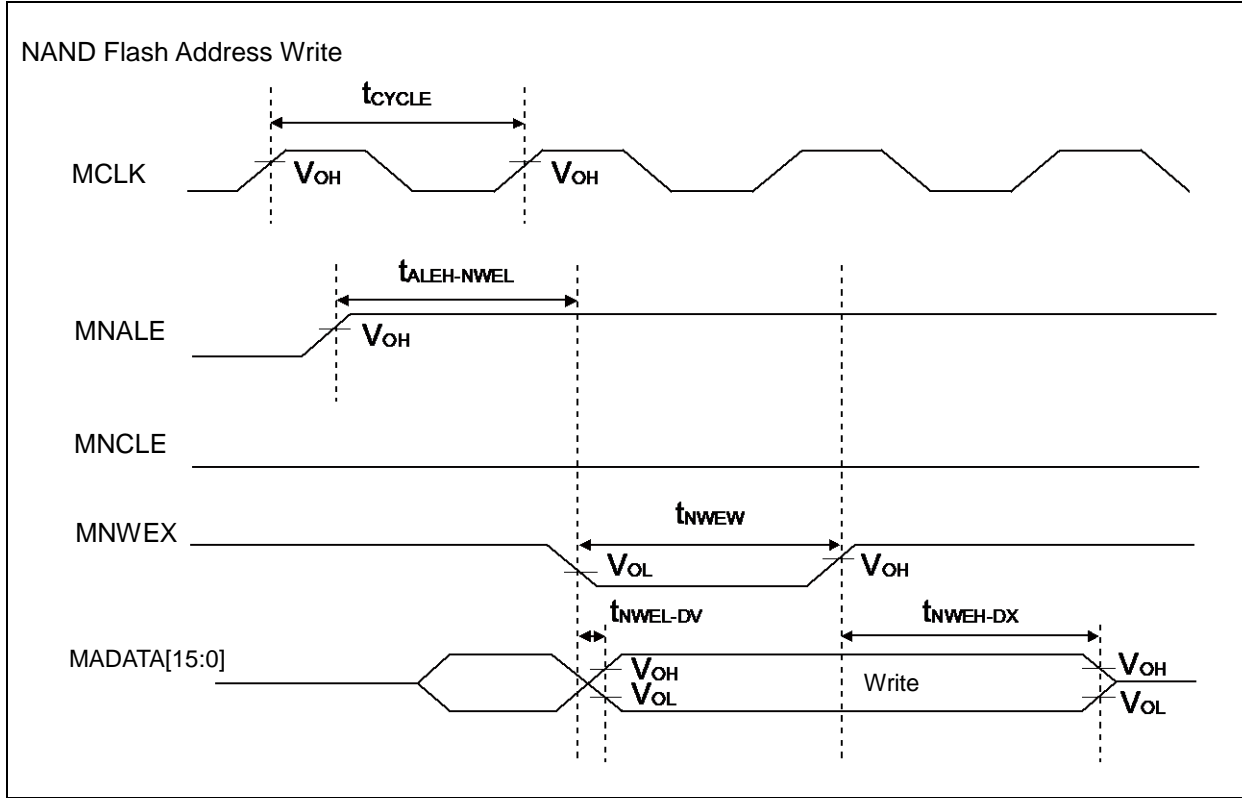 NAND Flash Address Write
tCYCLE
MCLK
VOH
VOH
tALEH-NWEL
MNALE
VOH
MNCLE
tNWEW
MNWEX
VOL
VOH
tNWEL-DV
tNWEH-DX
MADATA[15:0]
VOH
VOL
Write
VOH
VOL